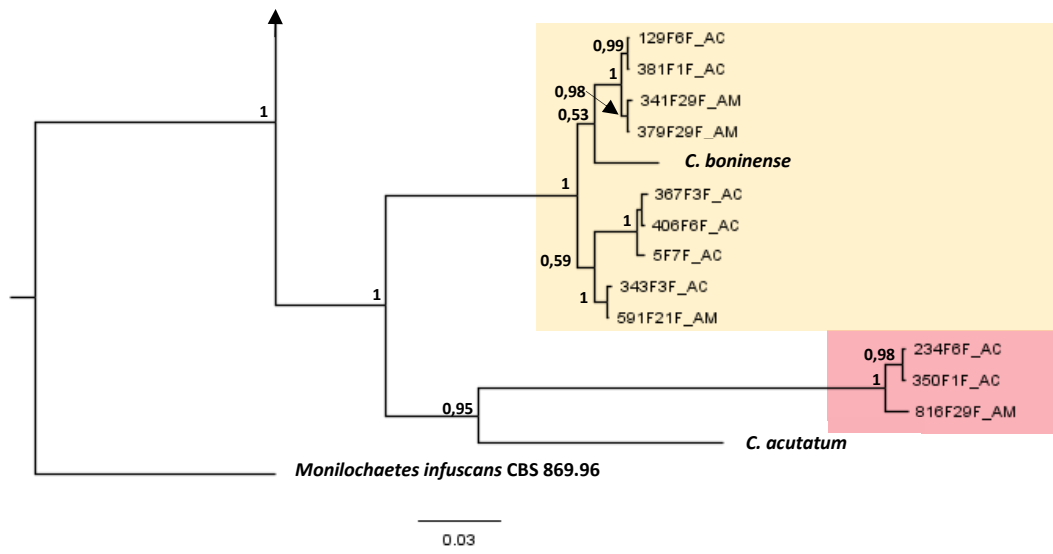 129F6F_AC
0,99
381F1F_AC
1
0,98
341F29F_AM
1
0,53
379F29F_AM
C. boninense
1
367F3F_AC
1
406F6F_AC
5F7F_AC
0,59
343F3F_AC
1
1
591F21F_AM
234F6F_AC
0,98
350F1F_AC
1
816F29F_AM
0,95
C. acutatum
Monilochaetes infuscans CBS 869.96
0.03